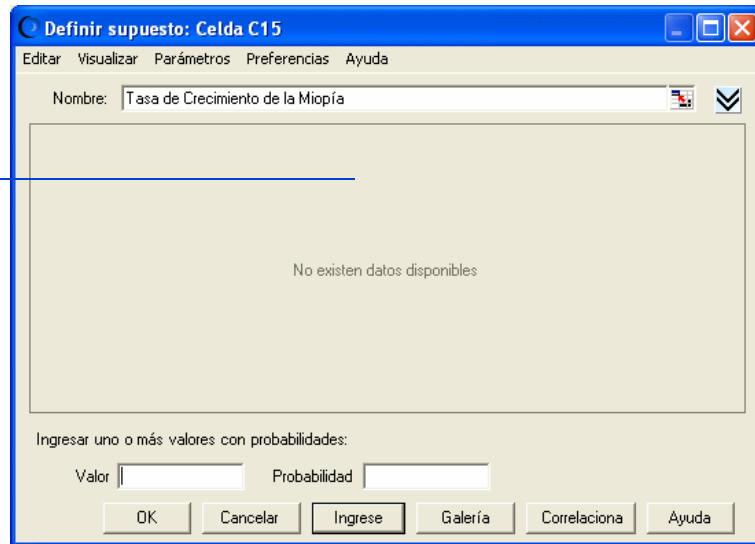 Definir supuesto: Celda C15
Editar Visualizar Parámetros Preferencias Ayuda
Nombre: Tasa de Crecimiento de la Miopía
No existen datos disponibles
Ingresar uno o más valores con probabilidades:
Valor Probabilidad
OK Cancelar Ingrese Galería Correlaciona Ayuda